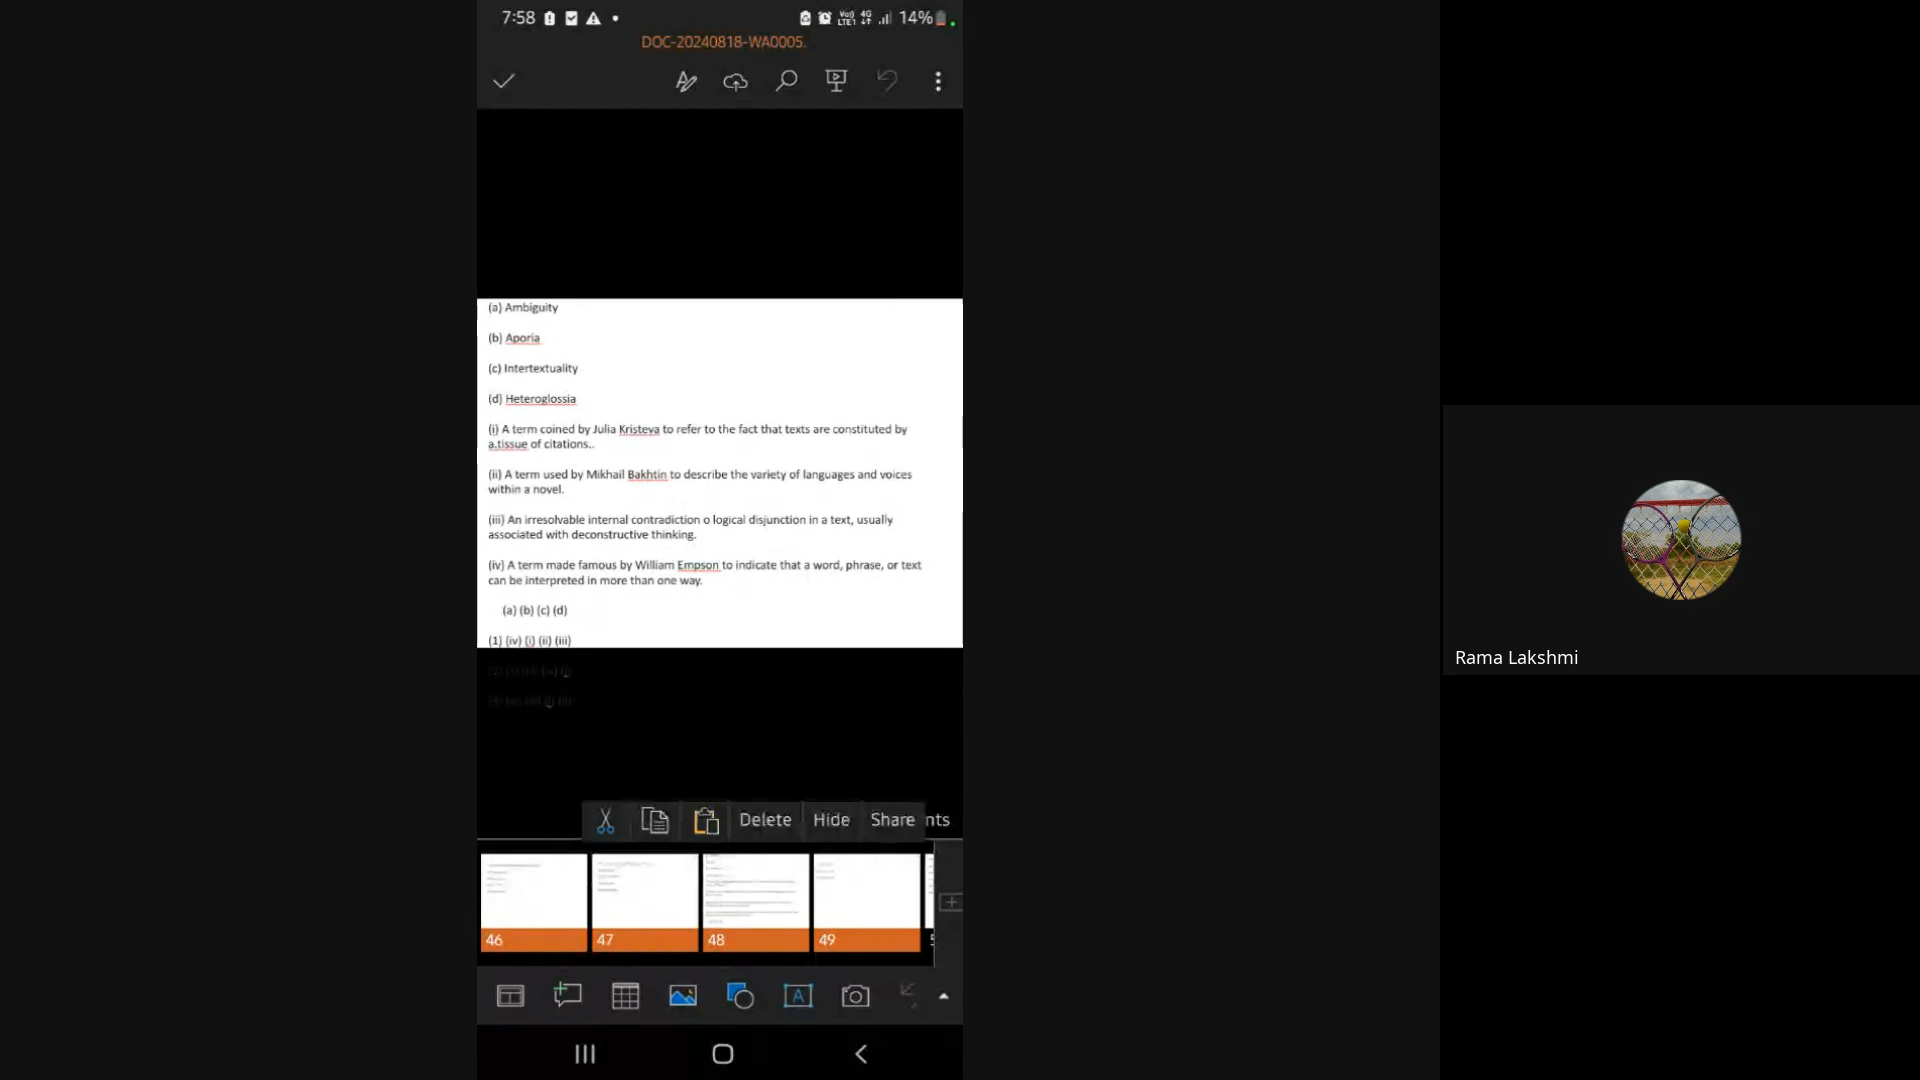 7:58
Vo)) 4G
LTE1
14%
DOC-20240818-WA0005.
(a) Ambiguity
(b) Aporia
(c) Intertextuality
(d) Heteroglossia
(i) A term coined by Julia Kristeva to refer to the fact that texts are constituted by
a.tissue of citations..
(ii) A term used by Mikhail Bakhtin to describe the variety of languages and voices
within a novel.
(iii) An irresolvable internal contradiction o logical disjunction in a text, usually
associated with deconstructive thinking.
(iv) A term made famous by William Empson to indicate that a word, phrase, or text
can be interpreted in more than one way.
(a) (b) (c) (d)
(1) (iv) (i) (ii) (iii)
Delete Hide Share nts
46 47 48 49
Rama Lakshmi